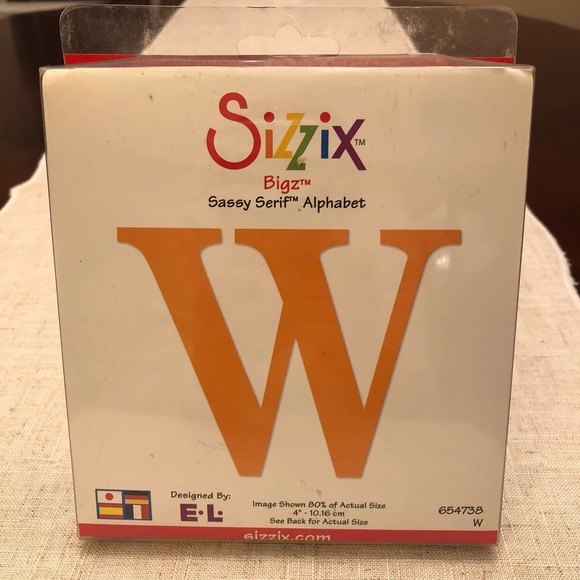 Sizzix™
Bigz™
Sassy Serif™ Alphabet
W
Designed By:
E·L·
Image Shown 80% of Actual Size
4" - 10.16 cm
See Back for Actual Size
654738
W
sizzix.com